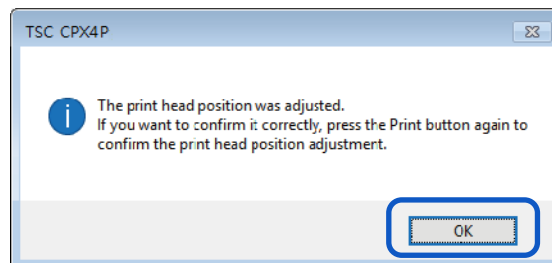 TSC CPX4P
The print head position was adjusted.
If you want to confirm it correctly, press the Print button again to
confirm the print head position adjustment.
OK